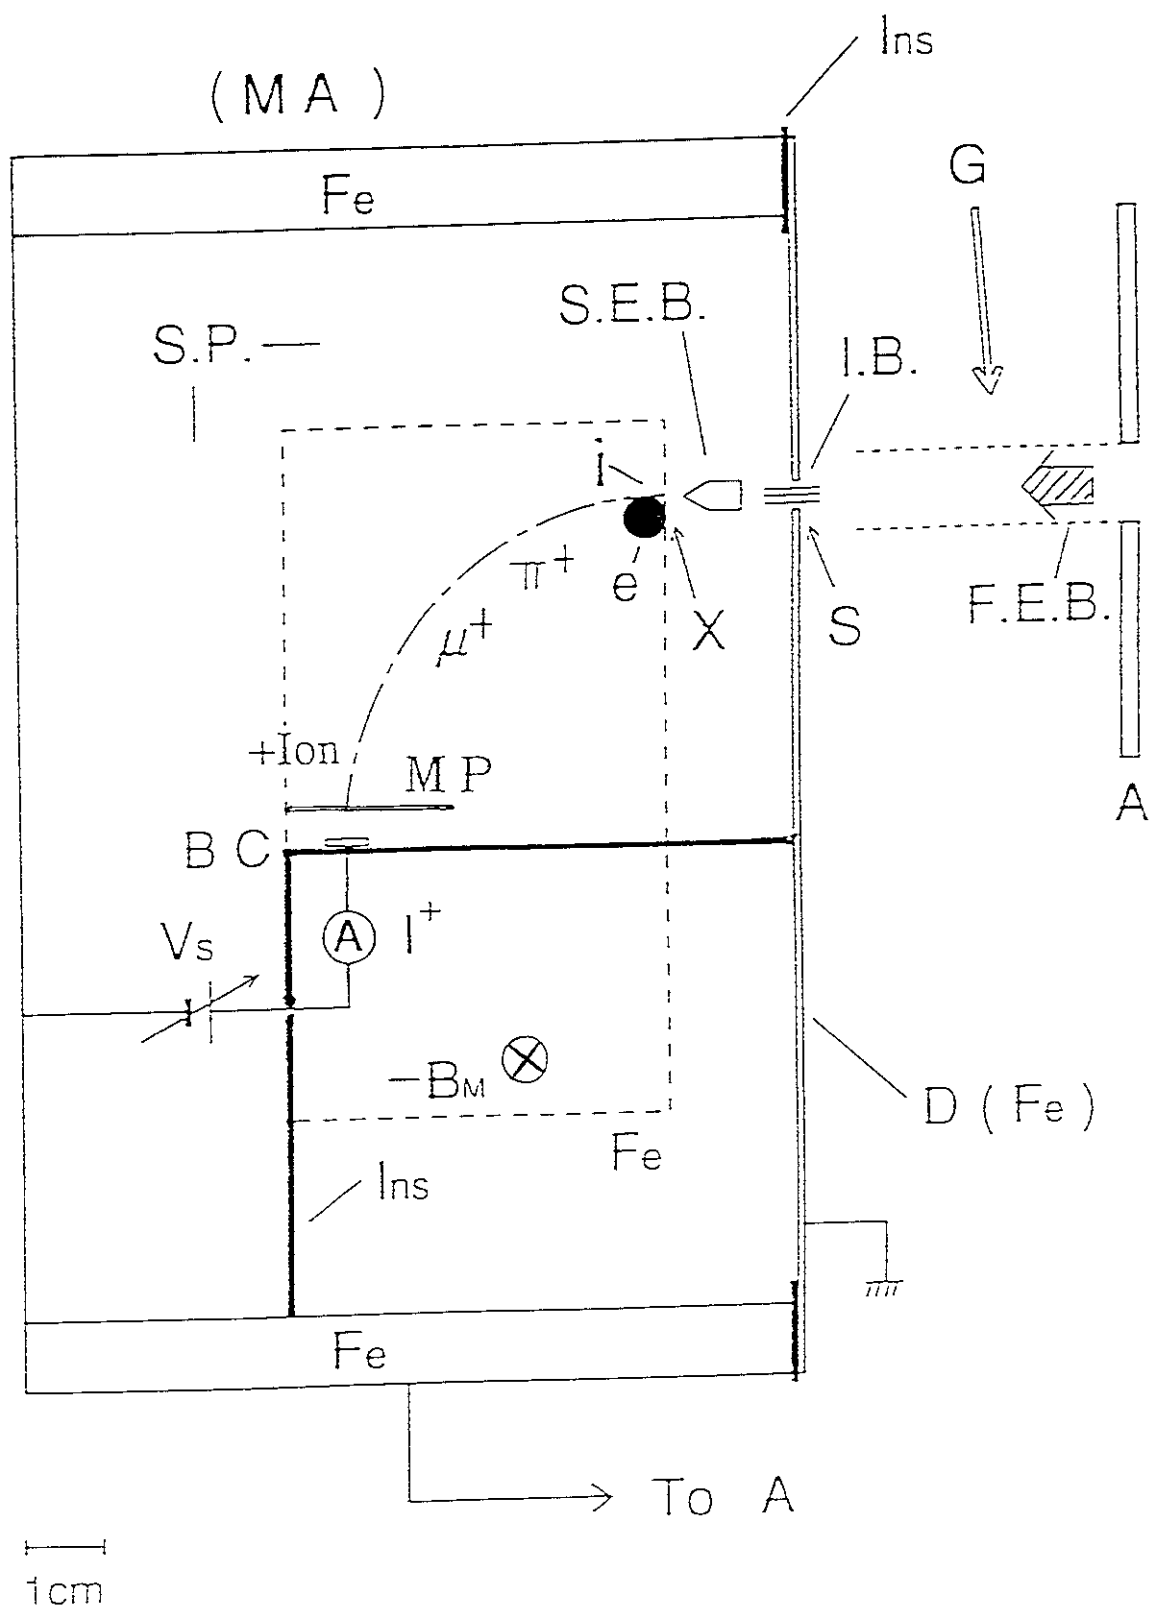 Ins
(MA)
Fe
G
S.E.B.
S.P.
I.B.
i
π+
e
X
S
F.E.B.
μ+
+Ion
MP
A
BC
A
I+
Vs
-BM
D (Fe)
Fe
Ins
Fe
To A
1cm